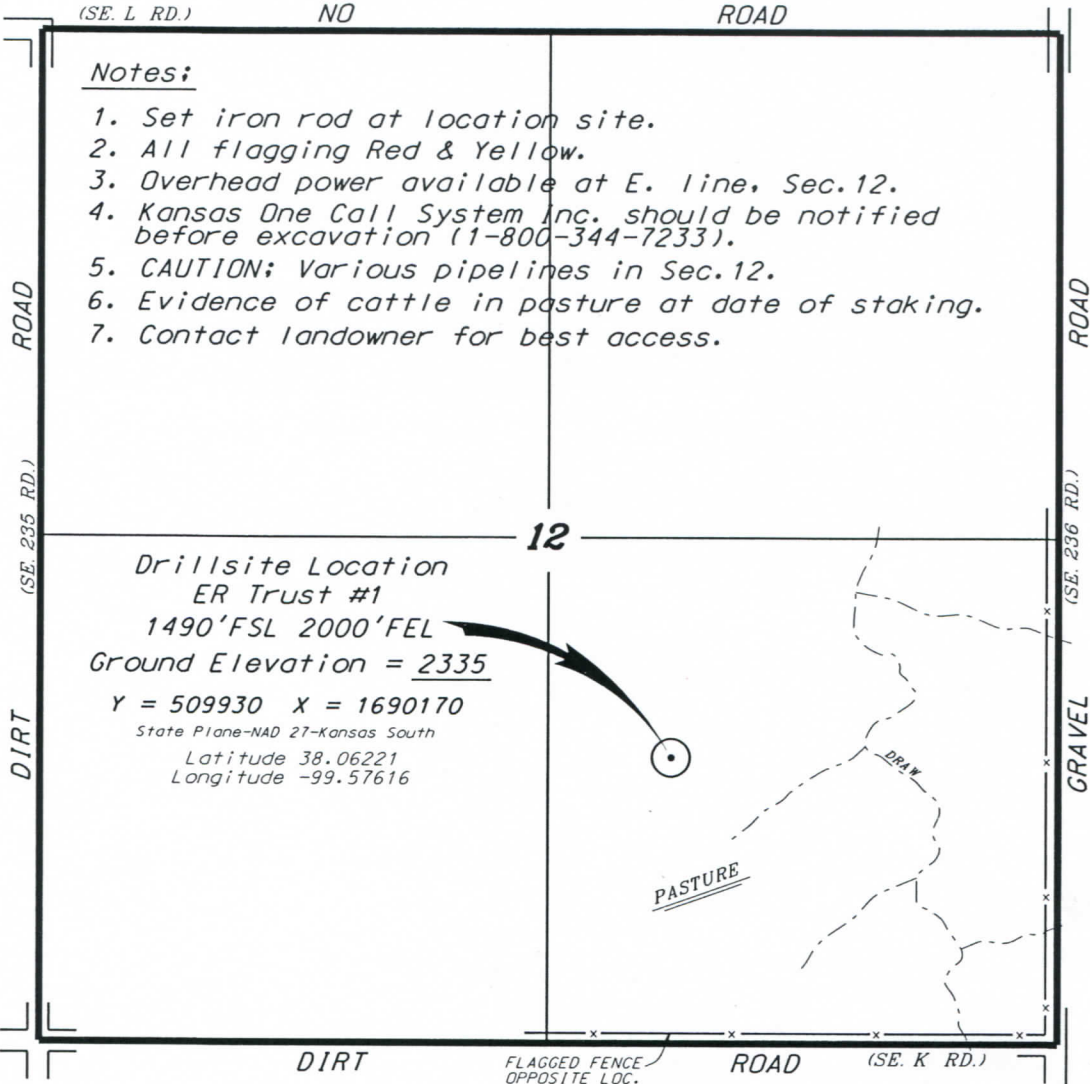 (SE. L RD.) NO ROAD
Notes:
1. Set iron rod at location site.
2. All flagging Red & Yellow.
3. Overhead power available at E. line, Sec.12.
4. Kansas One Call System Inc. should be notified
before excavation (1-800-344-7233).
5. CAUTION: Various pipelines in Sec.12.
6. Evidence of cattle in pasture at date of staking.
7. Contact landowner for best access.
ROAD
(SE. 235 RD.)
DIRT
ROAD
(SE. 236 RD.)
GRAVEL
12
Drillsite Location
ER Trust #1
1490'FSL 2000'FEL
Ground Elevation = 2335
Y = 509930 X = 1690170
State Plane-NAD 27-Kansas South
Latitude 38.06221
Longitude -99.57616
DRAW
PASTURE
DIRT ROAD (SE. K RD.)
FLAGGED FENCE
OPPOSITE LOC.